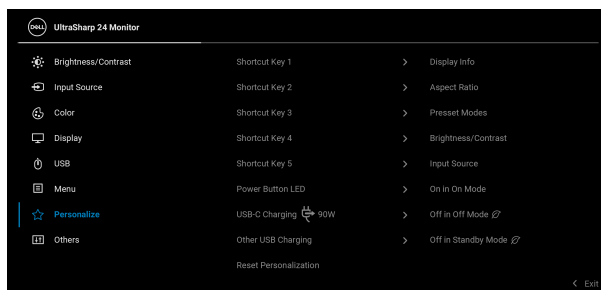 DELL UltraSharp 24 Monitor
Brightness/Contrast Shortcut Key 1 > Display Info
Input Source Shortcut Key 2 > Aspect Ratio
Color Shortcut Key 3 > Presset Modes
Display Shortcut Key 4 > Brightness/Contrast
USB Shortcut Key 5 > Input Source
Menu Power Button LED > On in On Mode
Personalize USB-C Charging 90W > Off in Off Mode
Others Other USB Charging > Off in Standby Mode
Reset Personalization
< Exit